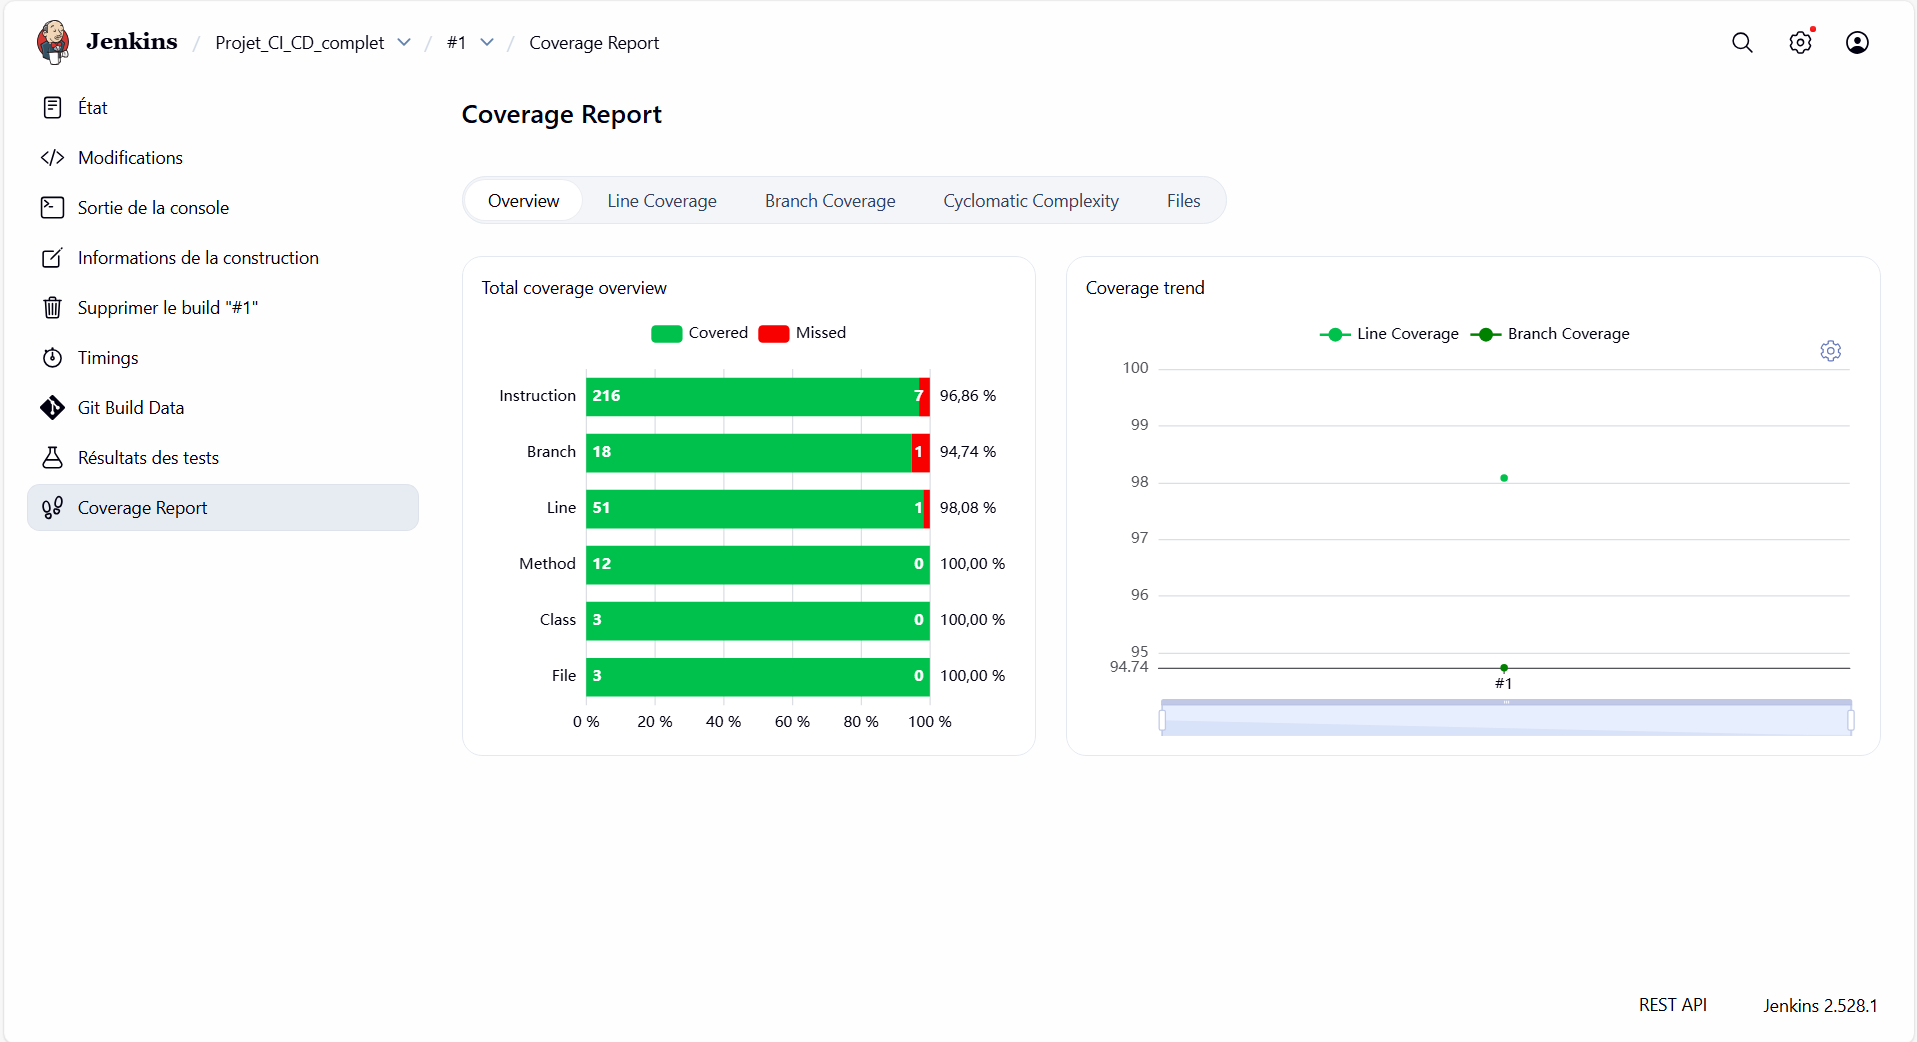 Jenkins / Projet_CI_CD_complet / #1 / Coverage Report
État
Modifications
Sortie de la console
Informations de la construction
Supprimer le build "#1"
Timings
Git Build Data
Résultats des tests
Coverage Report
Coverage Report
Overview Line Coverage Branch Coverage Cyclomatic Complexity Files
Total coverage overview
Covered Missed
Instruction 216 7 96,86 %
Branch 18 1 94,74 %
Line 51 1 98,08 %
Method 12 0 100,00 %
Class 3 0 100,00 %
File 3 0 100,00 %
0 % 20 % 40 % 60 % 80 % 100 %
Coverage trend
Line Coverage Branch Coverage
100
99
98
97
96
95
94.74
#1
REST API Jenkins 2.528.1